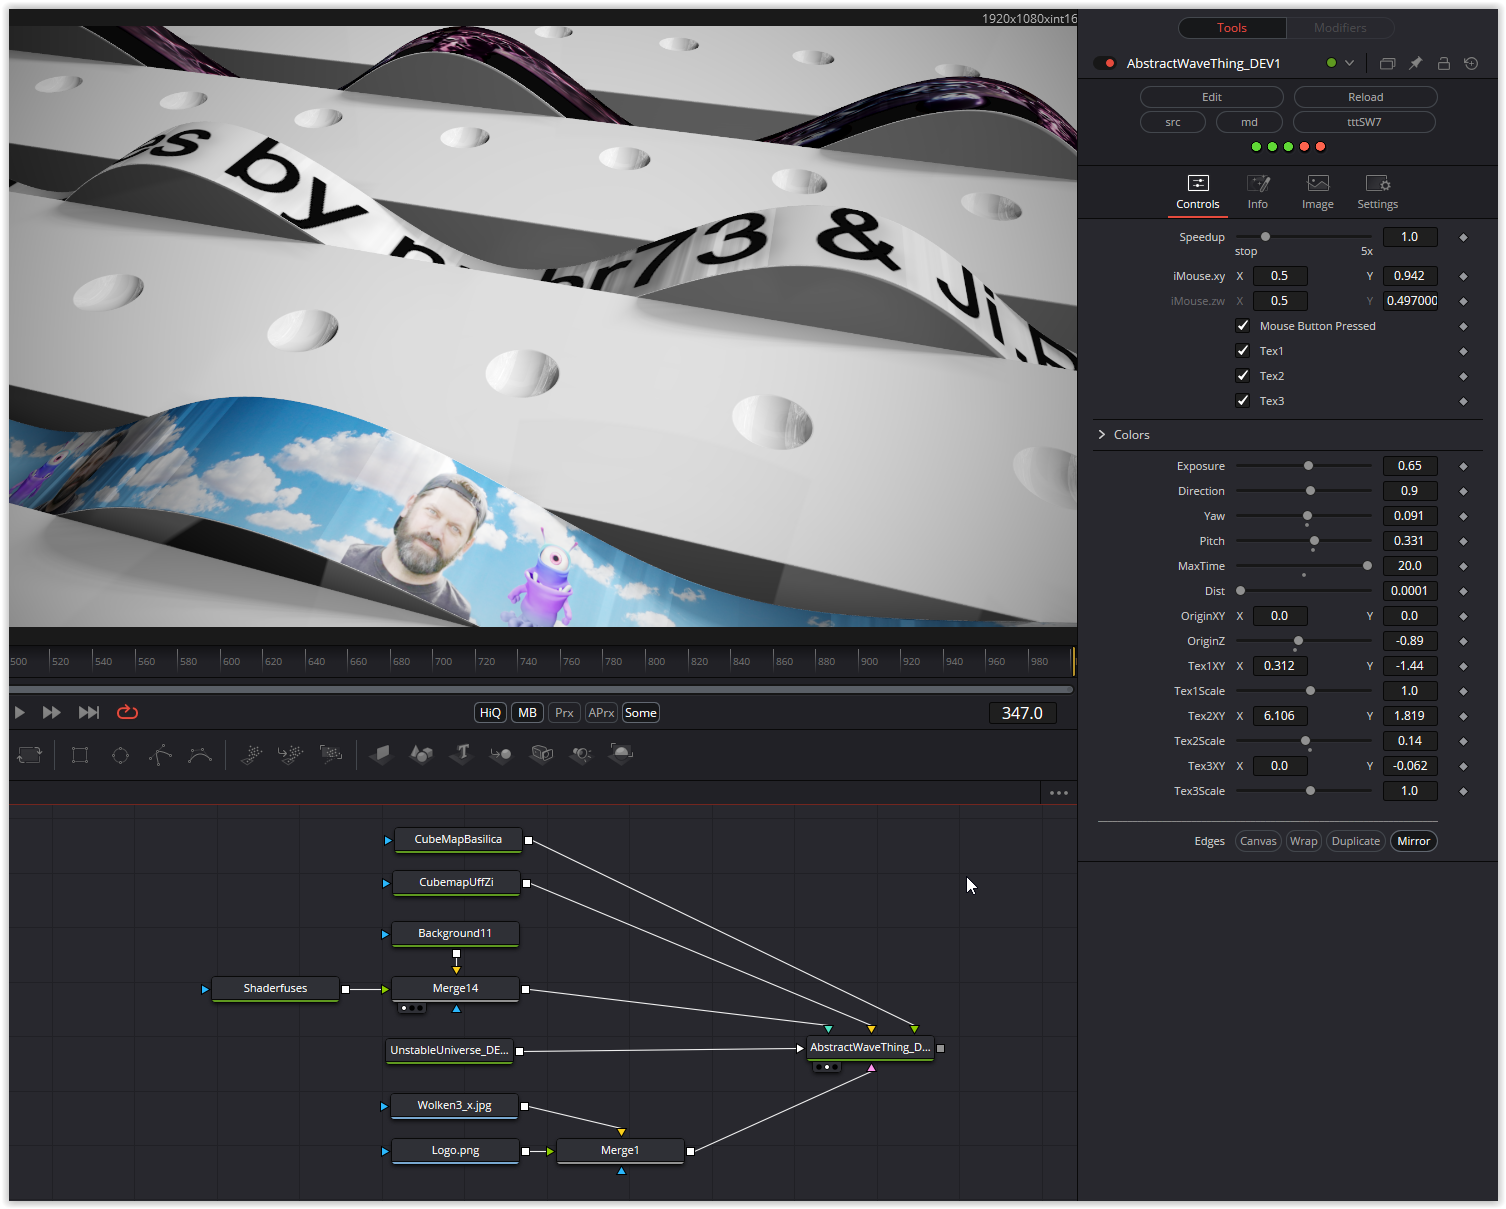 1920x1080xint16
es by n
br73 & Ji.
500 520 540 560 580 600 620 640 660 680 700 720 740 760 780 800 820 840 860 880 900 920 940 960 980
HiQ MB Prx APrx Some
347.0
CubeMapBasilica
CubemapUffZi
Background11
Shaderfuses
Merge14
UnstableUniverse_DE...
AbstractWaveThing_D...
Wolken3_x.jpg
Logo.png
Merge1
Tools Modifiers
AbstractWaveThing_DEV1
Edit Reload
src md tttSW7
Controls Info Image Settings
Speedup 1.0
stop 5x
iMouse.xy X 0.5 Y 0.942
iMouse.zw X 0.5 Y 0.497000
Mouse Button Pressed
Tex1
Tex2
Tex3
Colors
Exposure 0.65
Direction 0.9
Yaw 0.091
Pitch 0.331
MaxTime 20.0
Dist 0.0001
OriginXY X 0.0 Y 0.0
OriginZ -0.89
Tex1XY X 0.312 Y -1.44
Tex1Scale 1.0
Tex2XY X 6.106 Y 1.819
Tex2Scale 0.14
Tex3XY X 0.0 Y -0.062
Tex3Scale 1.0
Edges Canvas Wrap Duplicate Mirror